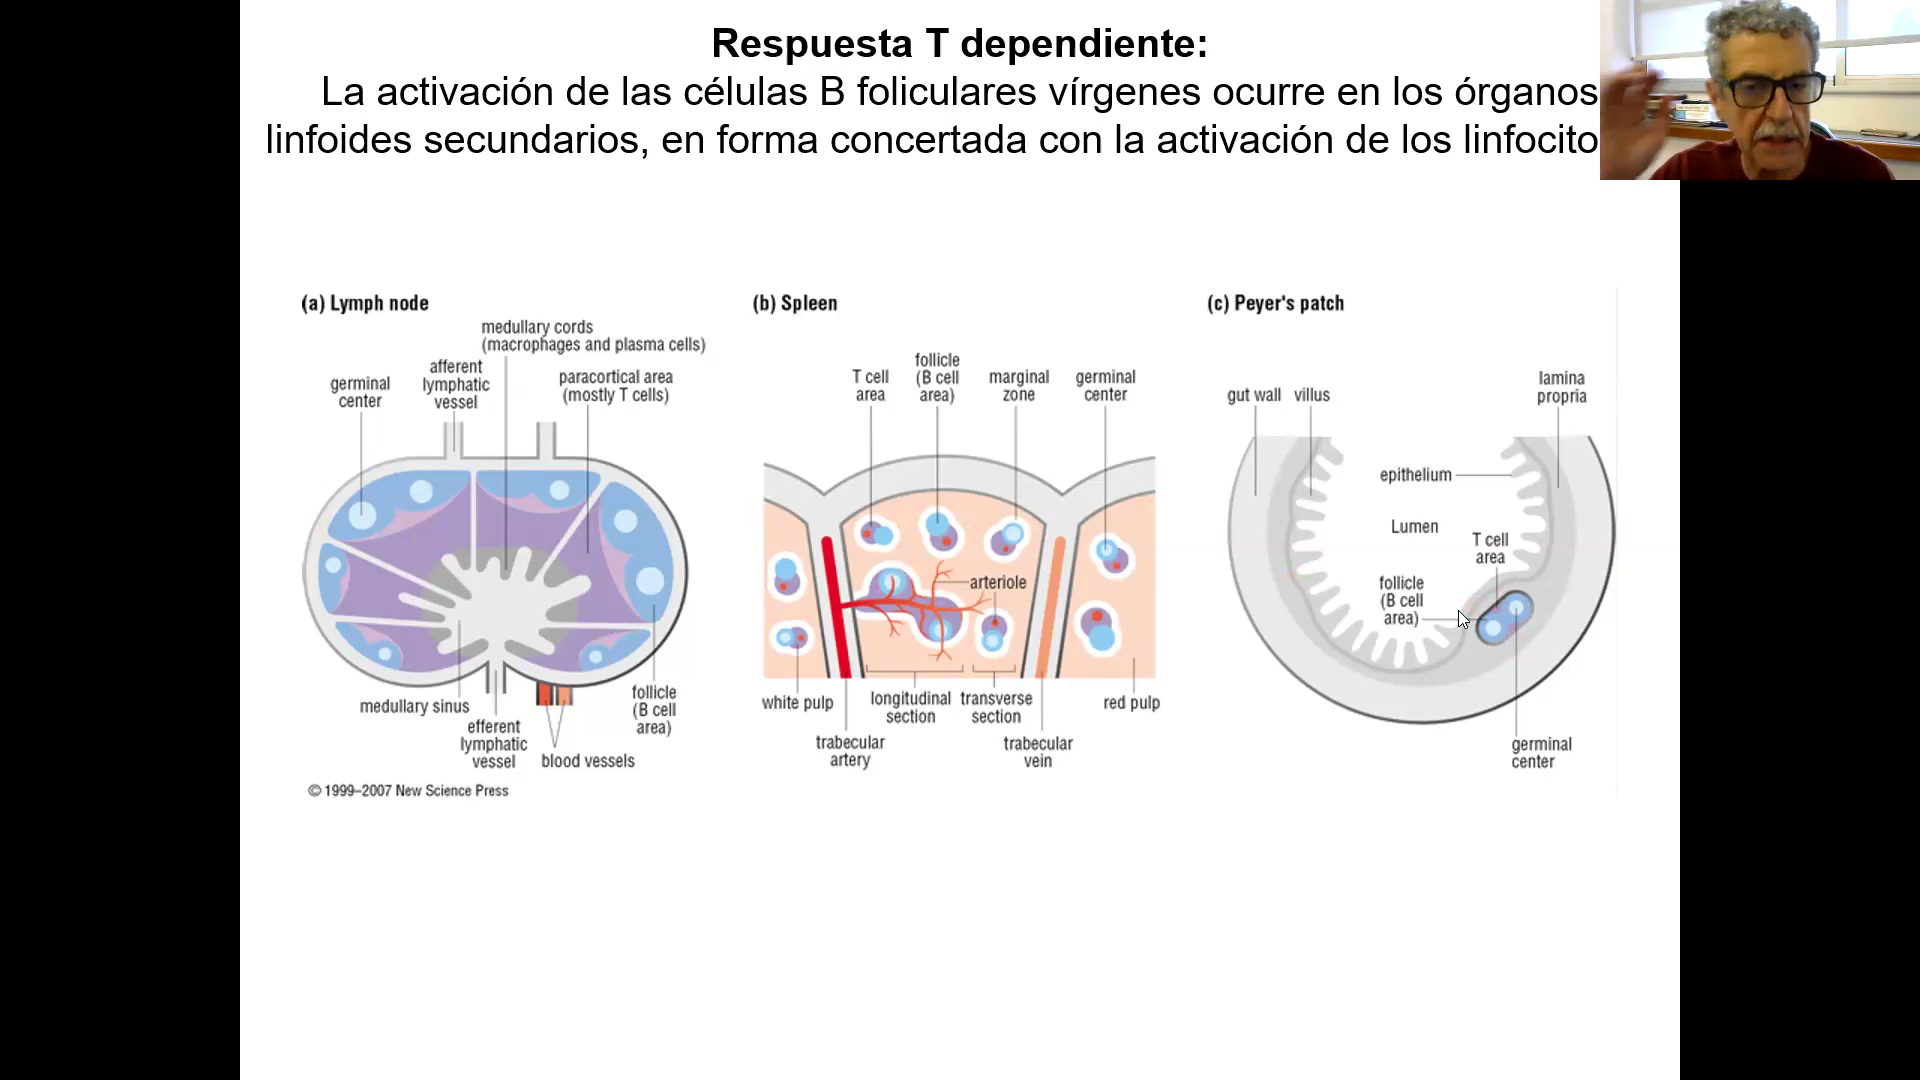 Respuesta T dependiente:
La activación de las células B foliculares vírgenes ocurre en los órganos
linfoides secundarios, en forma concertada con la activación de los linfocito
(a) Lymph node
medullary cords
(macrophages and plasma cells)
afferent
lymphatic
vessel
germinal
center
paracortical area
(mostly T cells)
medullary sinus
efferent
lymphatic
vessel
blood vessels
follicle
(B cell
area)
© 1999–2007 New Science Press
(b) Spleen
T cell
area
follicle
(B cell
area)
marginal
zone
germinal
center
arteriole
white pulp
longitudinal
section
transverse
section
red pulp
trabecular
artery
trabecular
vein
(c) Peyer's patch
gut wall
villus
lamina
propria
epithelium
Lumen
T cell
area
follicle
(B cell
area)
germinal
center